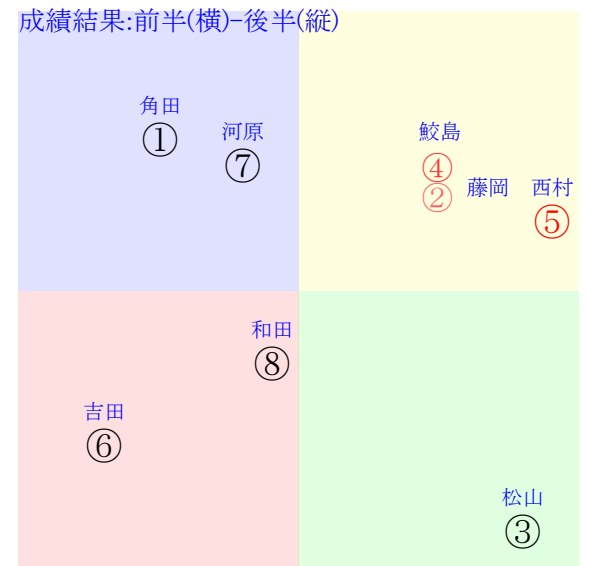 成績結果:前半(横)-後半(縦)
角田
①
河原
⑦
鮫島
④
②
藤岡
西村
⑤
和田
⑧
吉田
⑥
松山
③